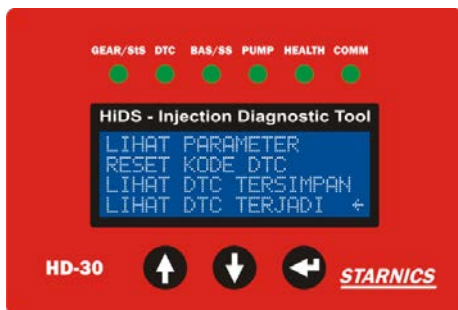 GEAR/StS DTC BAS/SS PUMP HEALTH COMM
HiDS - Injection Diagnostic Tool
LIHAT PARAMETER
RESET KODE DTC
LIHAT DTC TERSIMPAN
LIHAT DTC TERJADI ←
HD-30
STARNICS